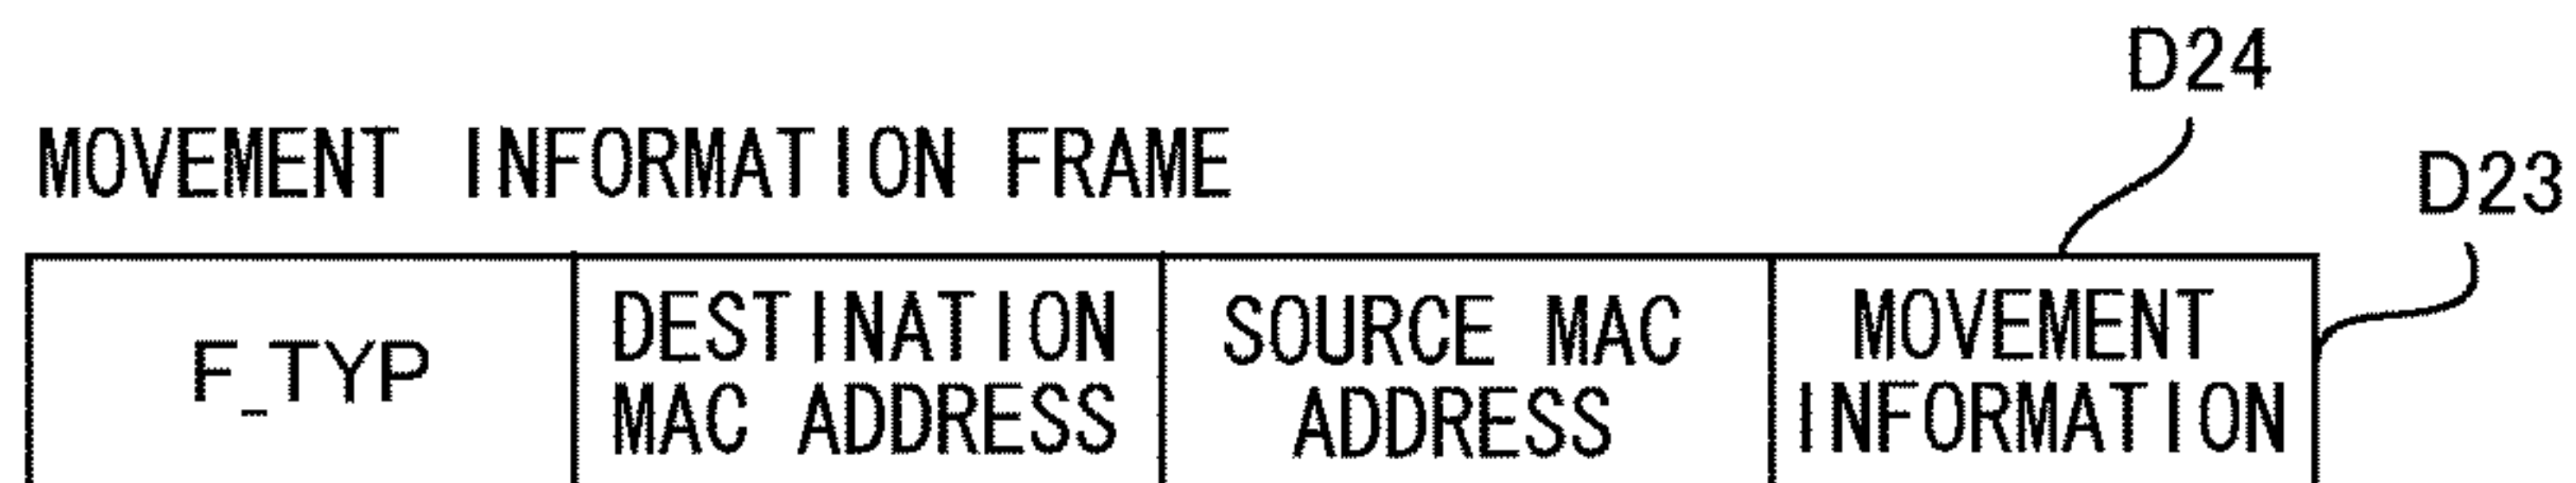 D24
MOVEMENT INFORMATION FRAME
D23
F_TYP
DESTINATION
MAC ADDRESS
SOURCE MAC
ADDRESS
MOVEMENT
INFORMATION